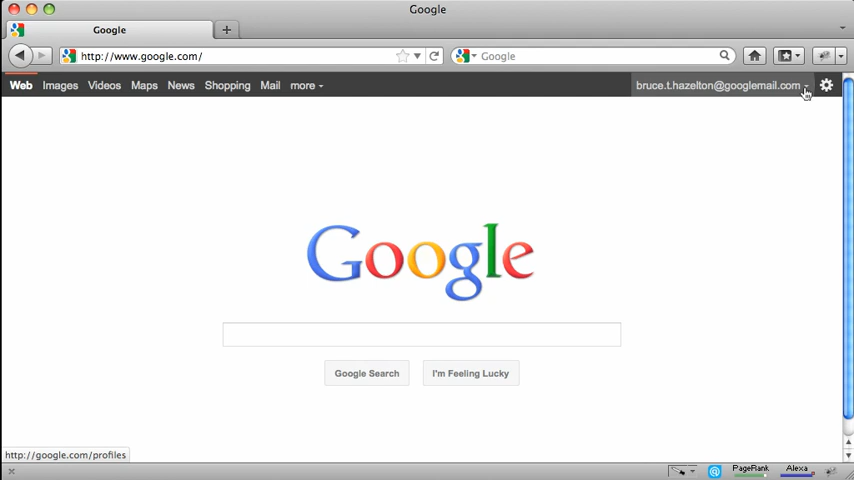 Google
Google
http://www.google.com/
Google
Web Images Videos Maps News Shopping Mail more
bruce.t.hazelton@googlemail.com
Google
Google Search
I'm Feeling Lucky
http://google.com/profiles
PageRank
Alexa